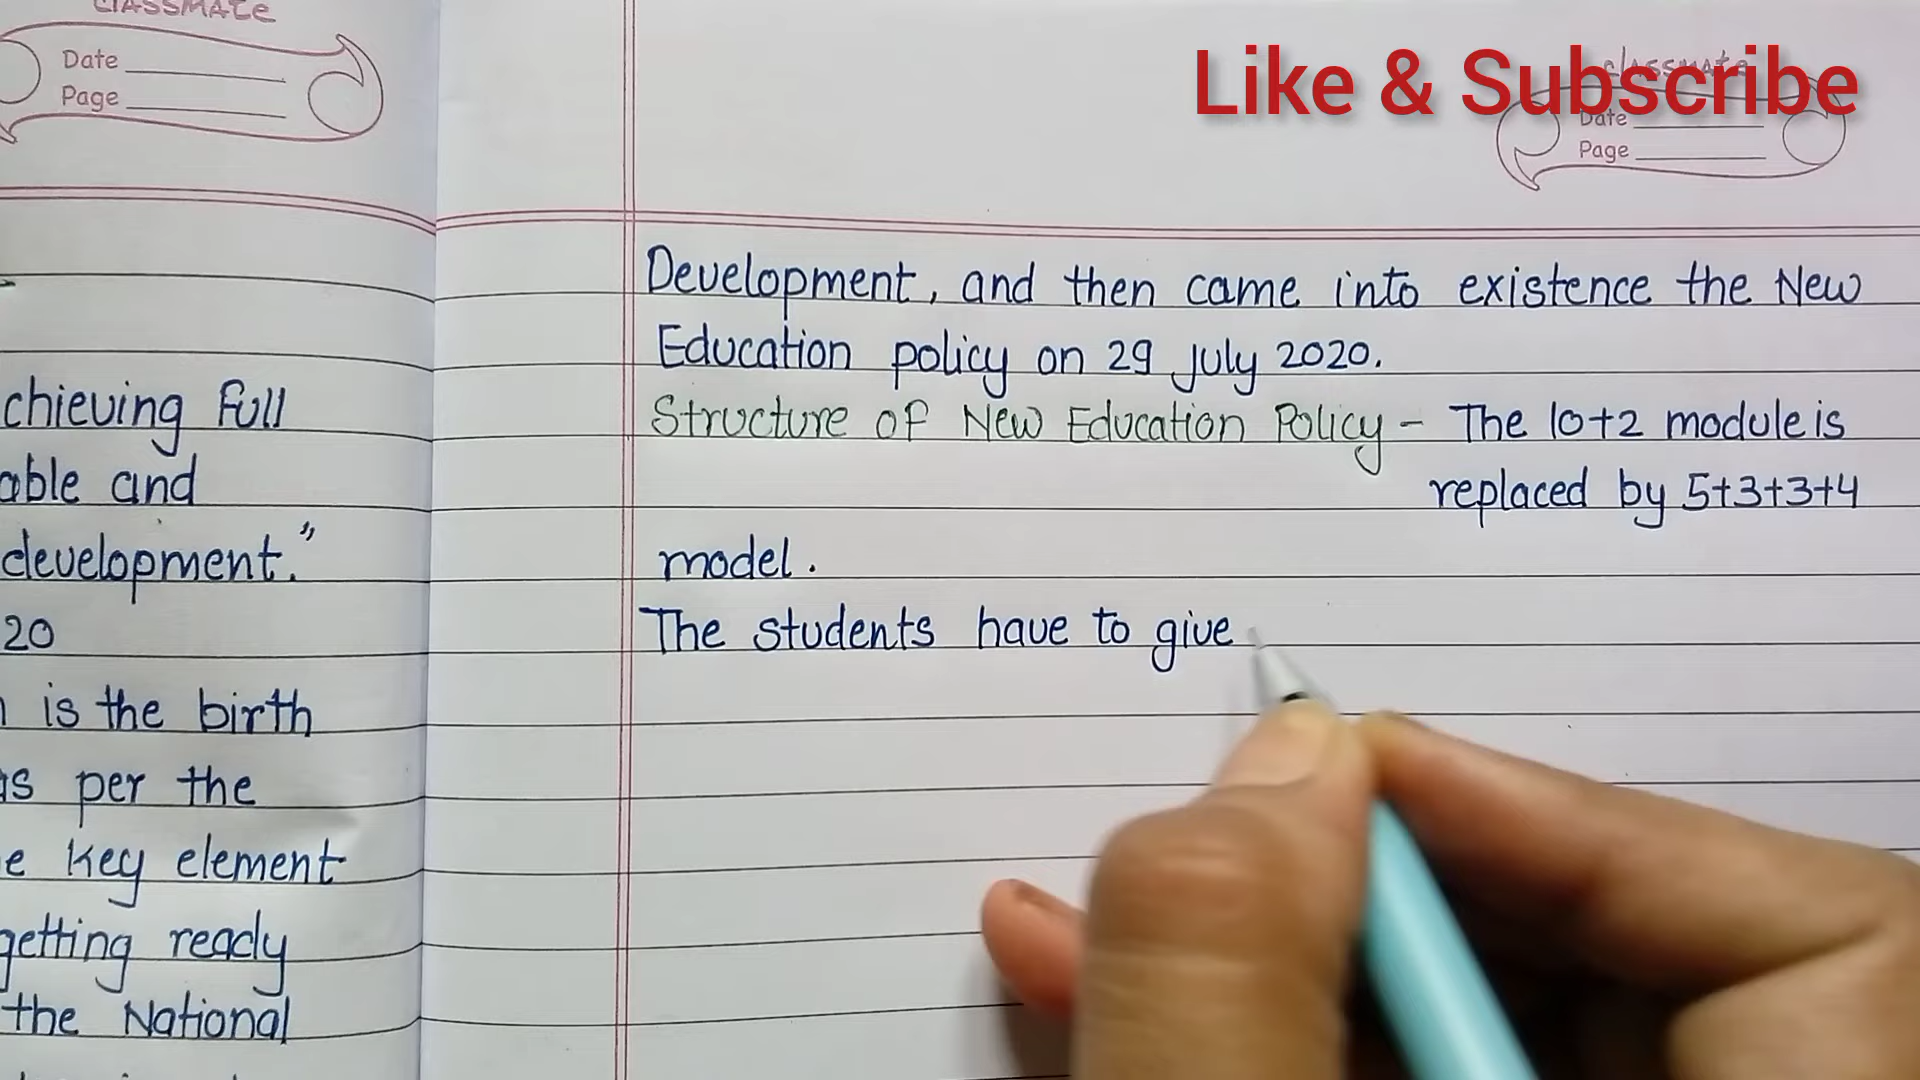 classmate
Date
Page
chieving full
able and
development."
20
is the birth
as per the
e key element
getting ready
the National
Like & Subscribe
classmate
Date
Page
Development, and then came into existence the New
Education policy on 29 july 2020.
Structure of New Education Policy - The 10+2 module is
replaced by 5+3+3+4
model.
The students have to give